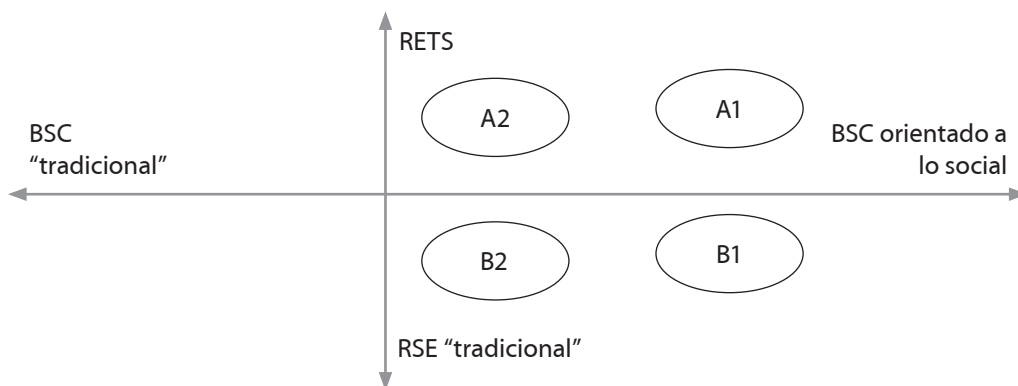 RETS
A2
A1
BSC
“tradicional”
BSC orientado a
lo social
B2
B1
RSE “tradicional”